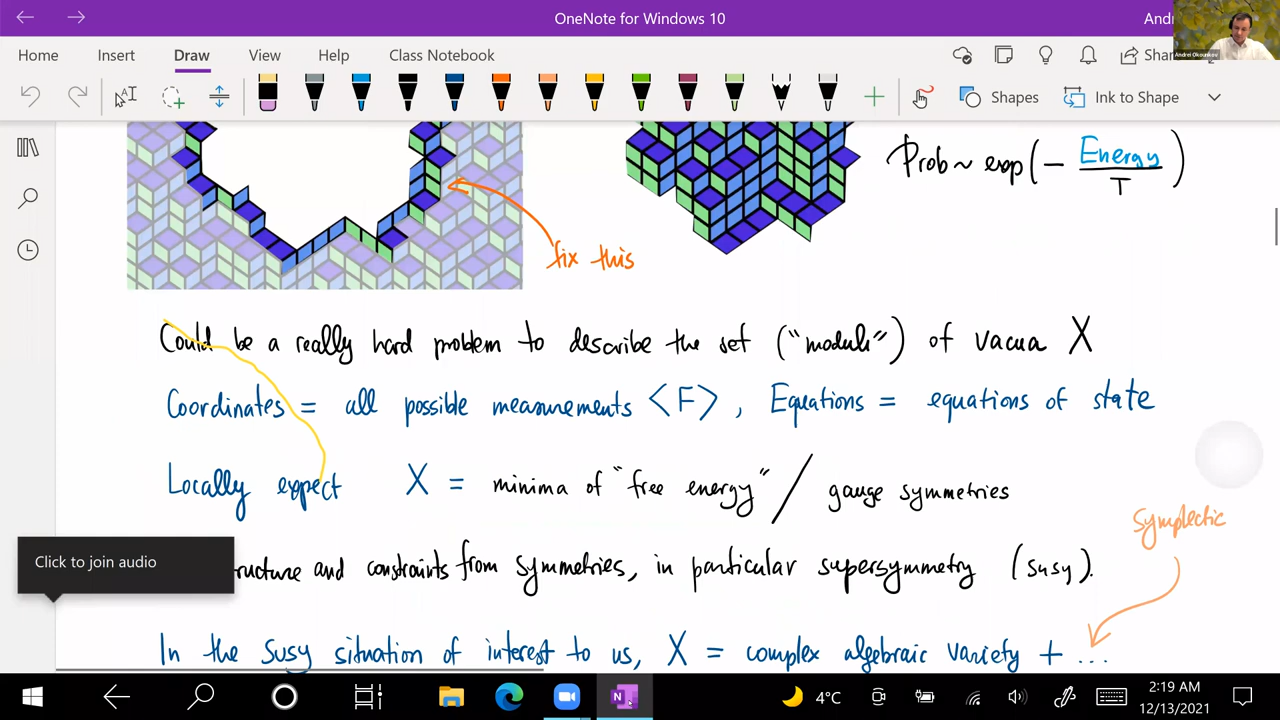 OneNote for Windows 10
Home Insert Draw View Help Class Notebook
Ink to Shape
Shapes
Andrei Okounkov
Prob ~ exp(- Energy/T)
fix this
Could be a really hard problem to describe the set ("moduli") of vacua X
Coordinates = all possible measurements <F>, Equations = equations of state
Locally expect X = minima of "free energy" / gauge symmetries
symplectic
Click to join audio
ructure and constraints from symmetries, in particular supersymmetry (susy).
In the susy situation of interest to us, X = complex algebraic variety + ...
4°C
2:19 AM
12/13/2021